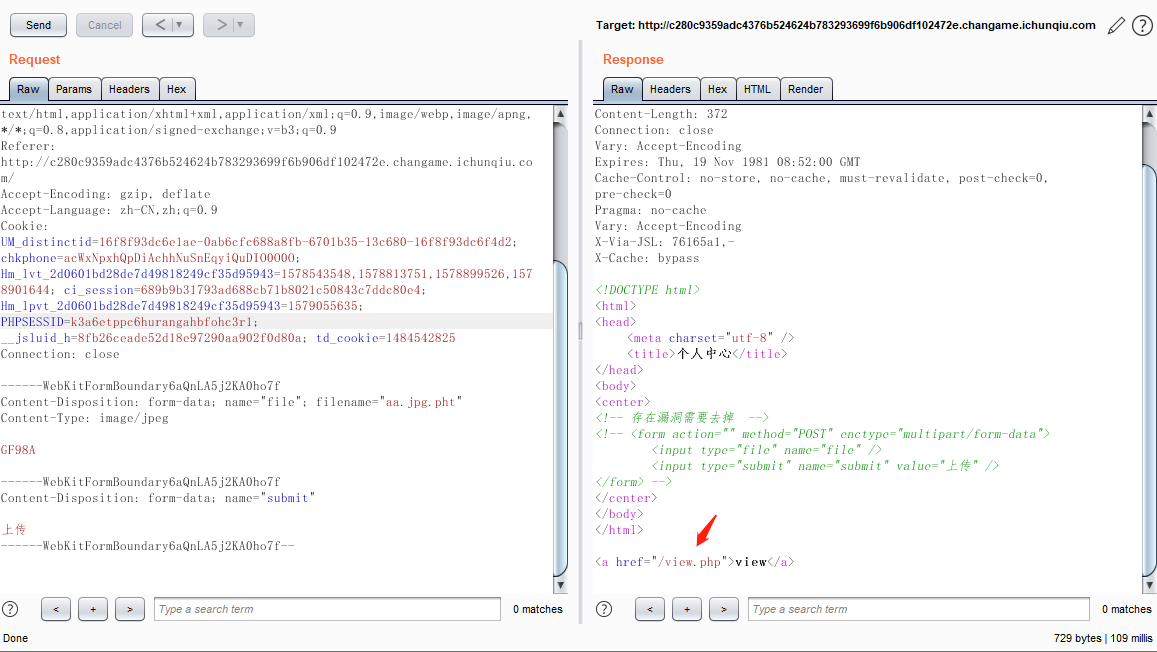 Send
Cancel
<
>
Target: http://c280c9359adc4376b524624b783293699f6b906df102472e.changame.ichunqiu.com
?
Request
Raw
Params
Headers
Hex
text/html,application/xhtml+xml,application/xml;q=0.9,image/webp,image/apng,
*/*;q=0.8,application/signed-exchange;v=b3;q=0.9
Referer:
http://c280c9359adc4376b524624b783293699f6b906df102472e.changame.ichunqiu.co
m/
Accept-Encoding: gzip, deflate
Accept-Language: zh-CN,zh;q=0.9
Cookie:
UM_distinctid=16f8f93dc6e1ae-0ab6cfc688a8fb-6701b35-13c680-16f8f93dc6f4d2;
chkphone=acWxNpxhQpDiAchhNuSnEqyiQuDIO0O0O;
Hm_lvt_2d0601bd28de7d49818249cf35d95943=1578543548,1578813751,1578899526,157
8901644; ci_session=689b9b31793ad688cb71b8021c50843c7ddc80e4;
Hm_lpvt_2d0601bd28de7d49818249cf35d95943=1579055635;
PHPSESSID=k3a6etppc6hurangahbfohc3r1;
__jsluid_h=8fb26ceade52d18e97290aa902f0d80a; td_cookie=1484542825
Connection: close
------WebKitFormBoundary6aQnLA5j2KA0ho7f
Content-Disposition: form-data; name="file"; filename="aa.jpg.pht"
Content-Type: image/jpeg
GF98A
------WebKitFormBoundary6aQnLA5j2KA0ho7f
Content-Disposition: form-data; name="submit"
上传
------WebKitFormBoundary6aQnLA5j2KA0ho7f--
?
<
+
>
Type a search term
0 matches
Response
Raw
Headers
Hex
HTML
Render
Content-Length: 372
Connection: close
Vary: Accept-Encoding
Expires: Thu, 19 Nov 1981 08:52:00 GMT
Cache-Control: no-store, no-cache, must-revalidate, post-check=0,
pre-check=0
Pragma: no-cache
Vary: Accept-Encoding
X-Via-JSL: 76165a1,-
X-Cache: bypass
<!DOCTYPE html>
<html>
<head>
<meta charset="utf-8" />
<title>个人中心</title>
</head>
<body>
<center>
<!-- 存在漏洞需要去掉  -->
<!-- <form action="" method="POST" enctype="multipart/form-data">
<input type="file" name="file" />
<input type="submit" name="submit" value="上传" />
</form> -->
</center>
</body>
</html>
<a href="/view.php">view</a>
?
<
+
>
Type a search term
0 matches
Done
729 bytes | 109 millis